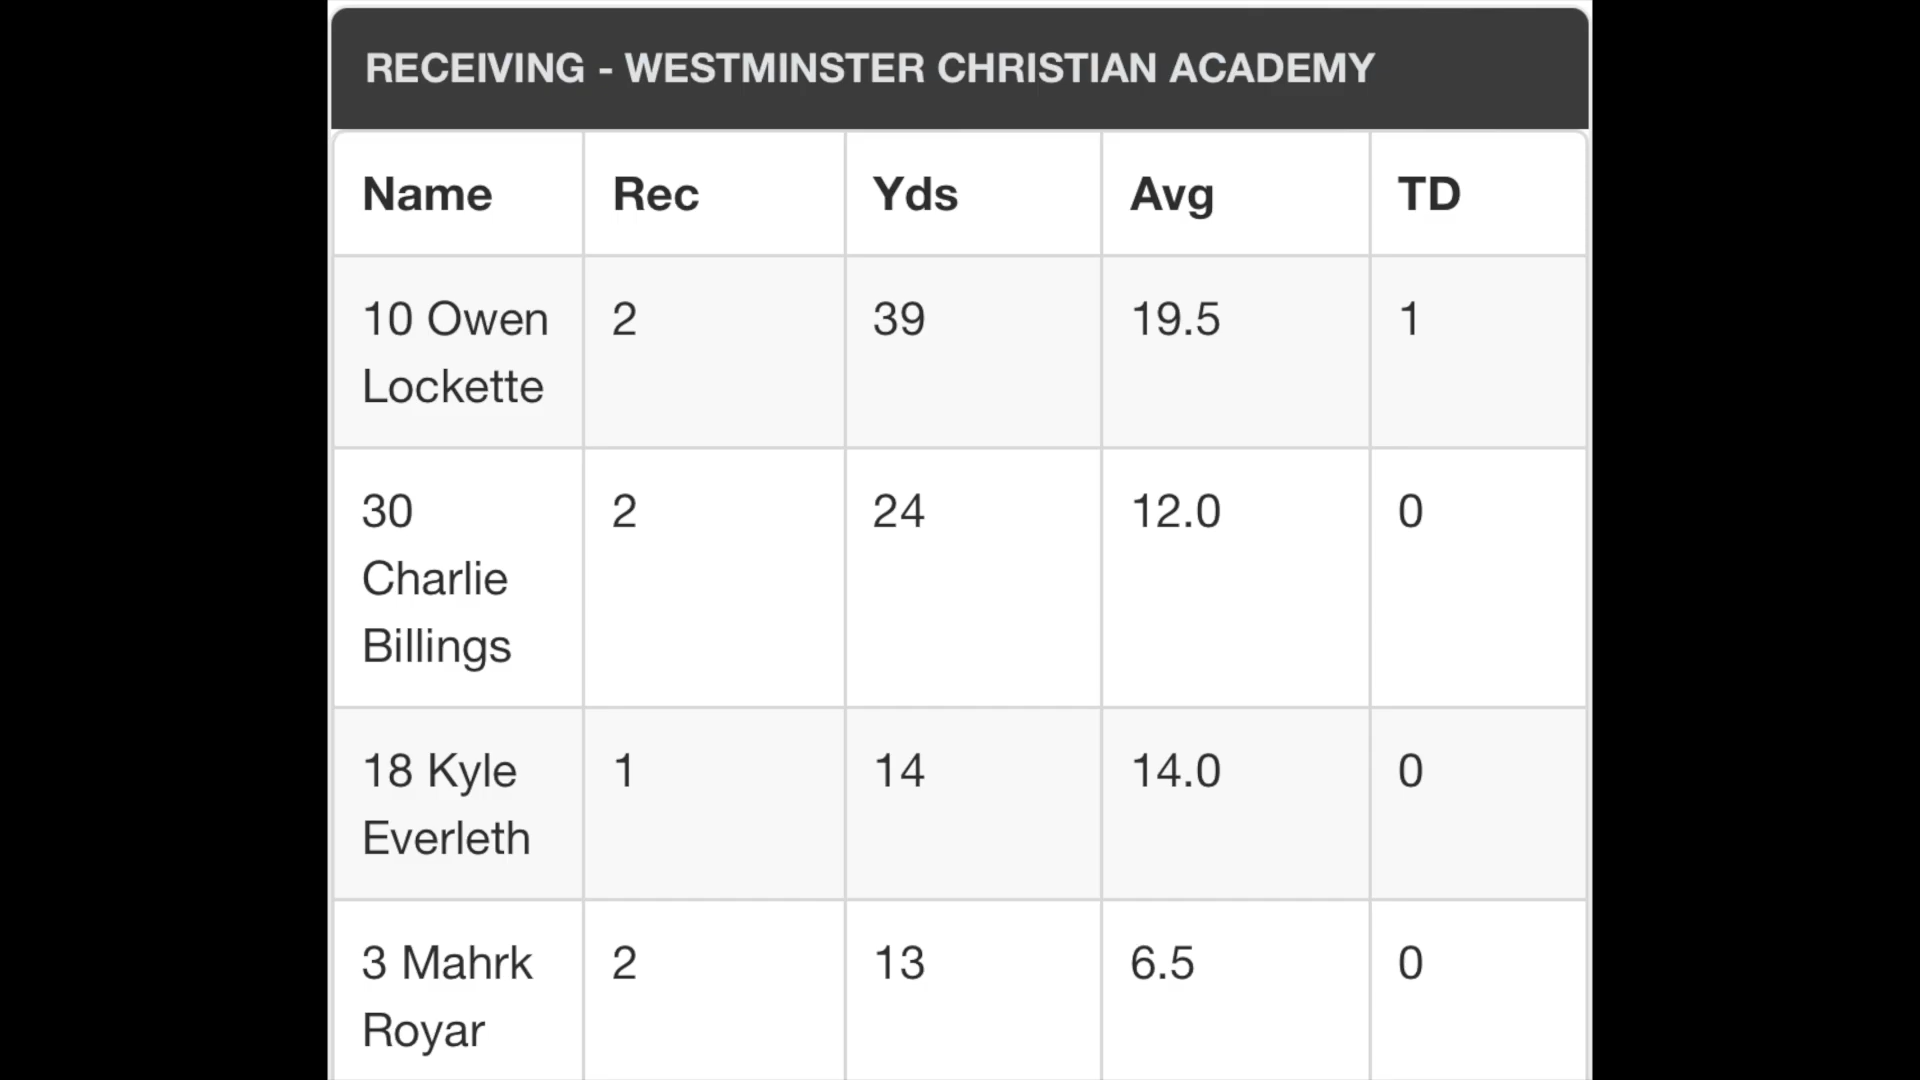 RECEIVING - WESTMINSTER CHRISTIAN ACADEMY
Name Rec Yds Avg TD
10 Owen 2 39 19.5 1
Lockette
30 2 24 12.0 0
Charlie
Billings
18 Kyle 1 14 14.0 0
Everleth
3 Mahrk 2 13 6.5 0
Royar